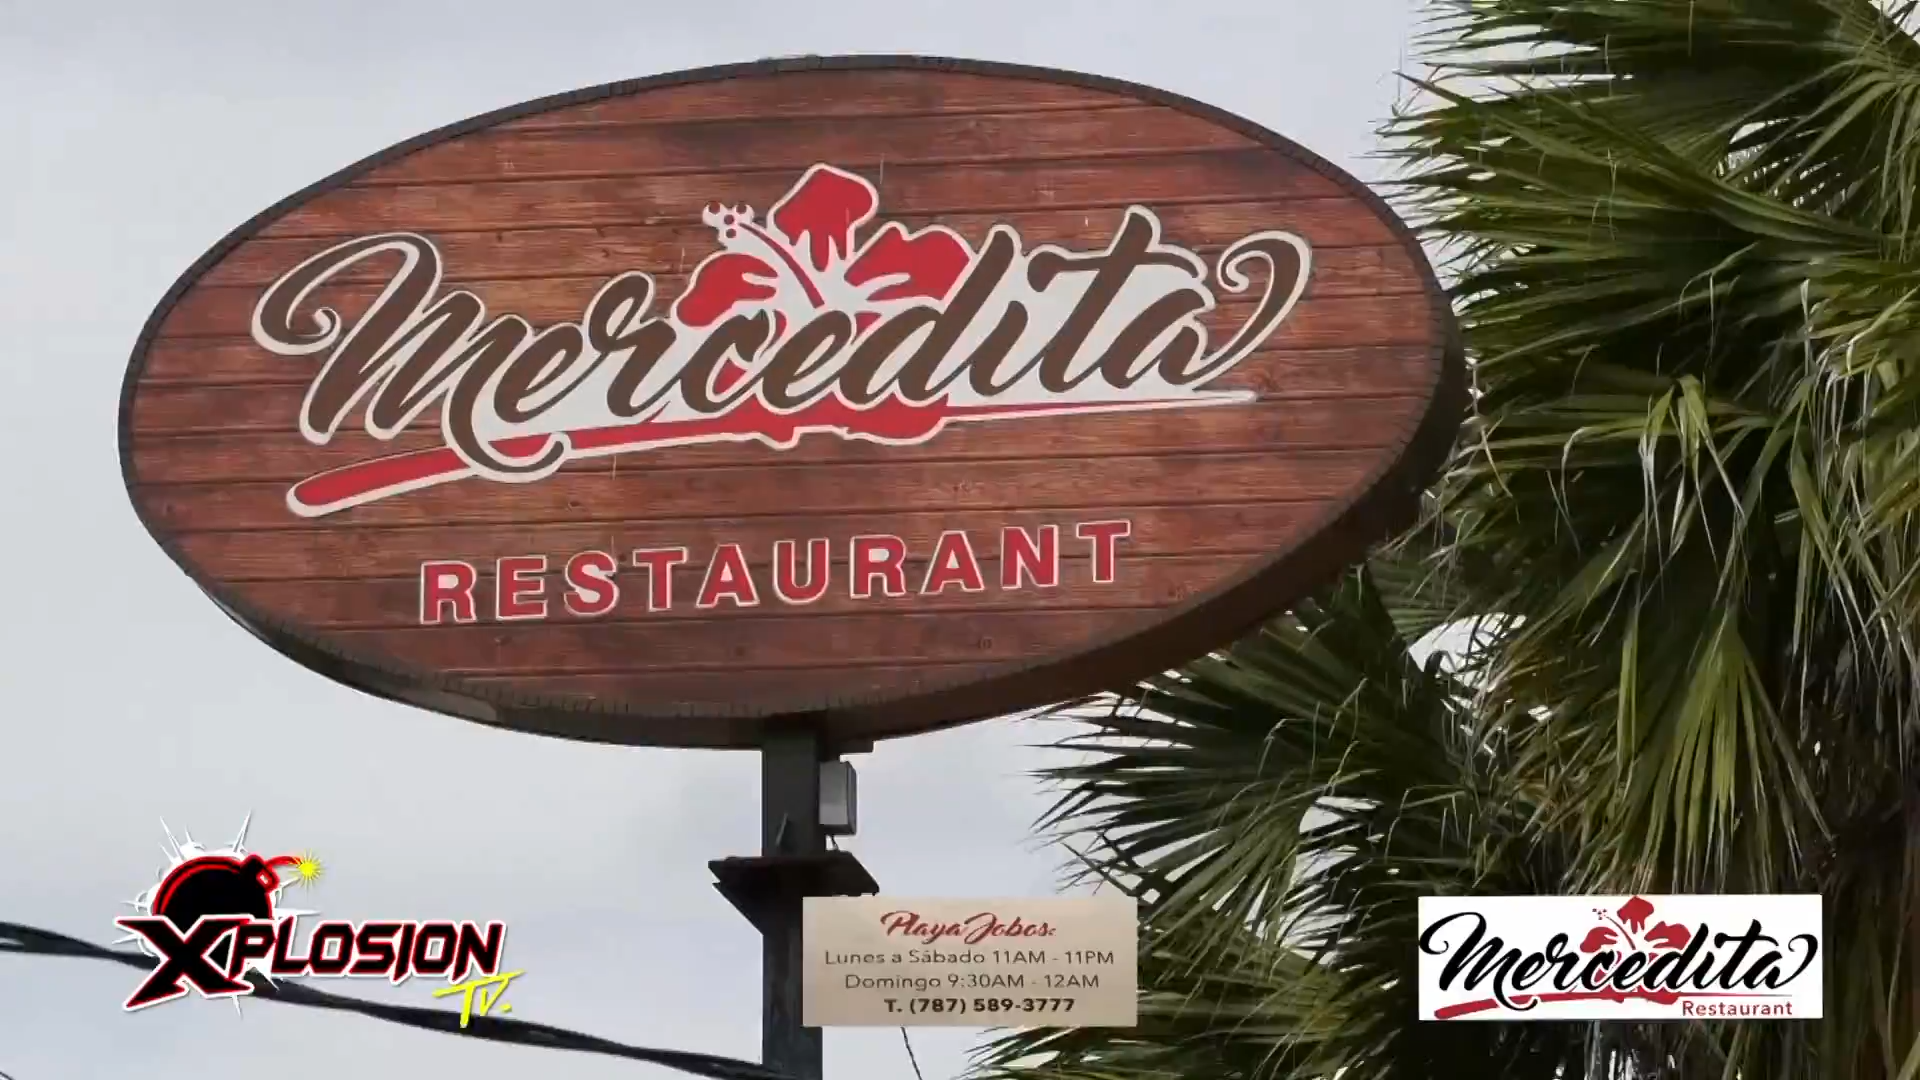 Mercedita
RESTAURANT
XPLOSION
TV.
Playa Jobos:
Lunes a Sábado 11AM - 11PM
Domingo 9:30AM - 12AM
T. (787) 589-3777
Mercedita
Restaurant